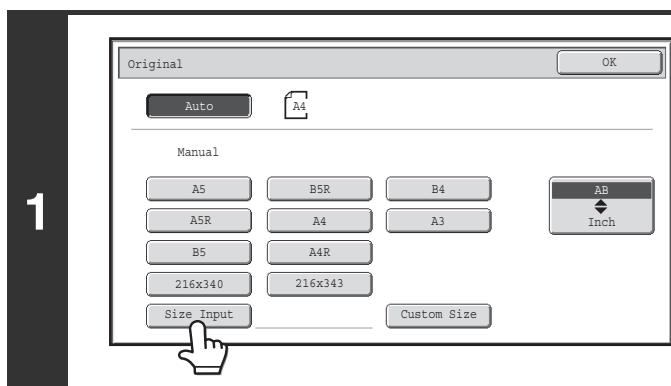 1
Original OK
Auto A4
Manual
A5 B5R B4 AB
A5R A4 A3 Inch
B5 A4R
216x340 216x343
Size Input Custom Size